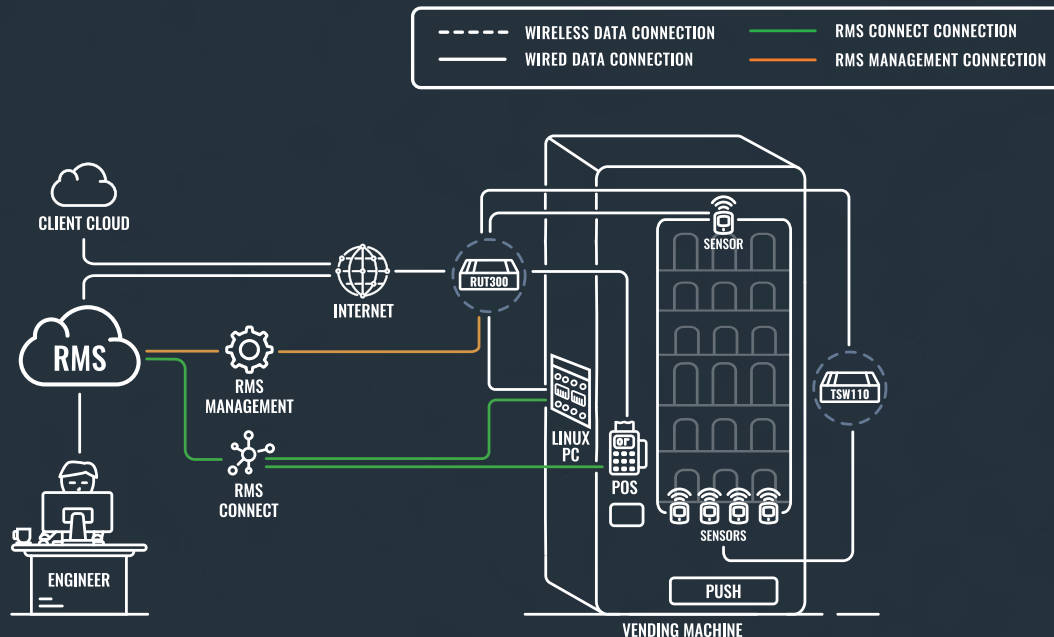 WIRELESS DATA CONNECTION
WIRED DATA CONNECTION
RMS CONNECT CONNECTION
RMS MANAGEMENT CONNECTION
CLIENT CLOUD
INTERNET
RUT300
SENSOR
RMS
RMS
MANAGEMENT
TSW110
LINUX
PC
RMS
CONNECT
POS
SENSORS
ENGINEER
PUSH
VENDING MACHINE